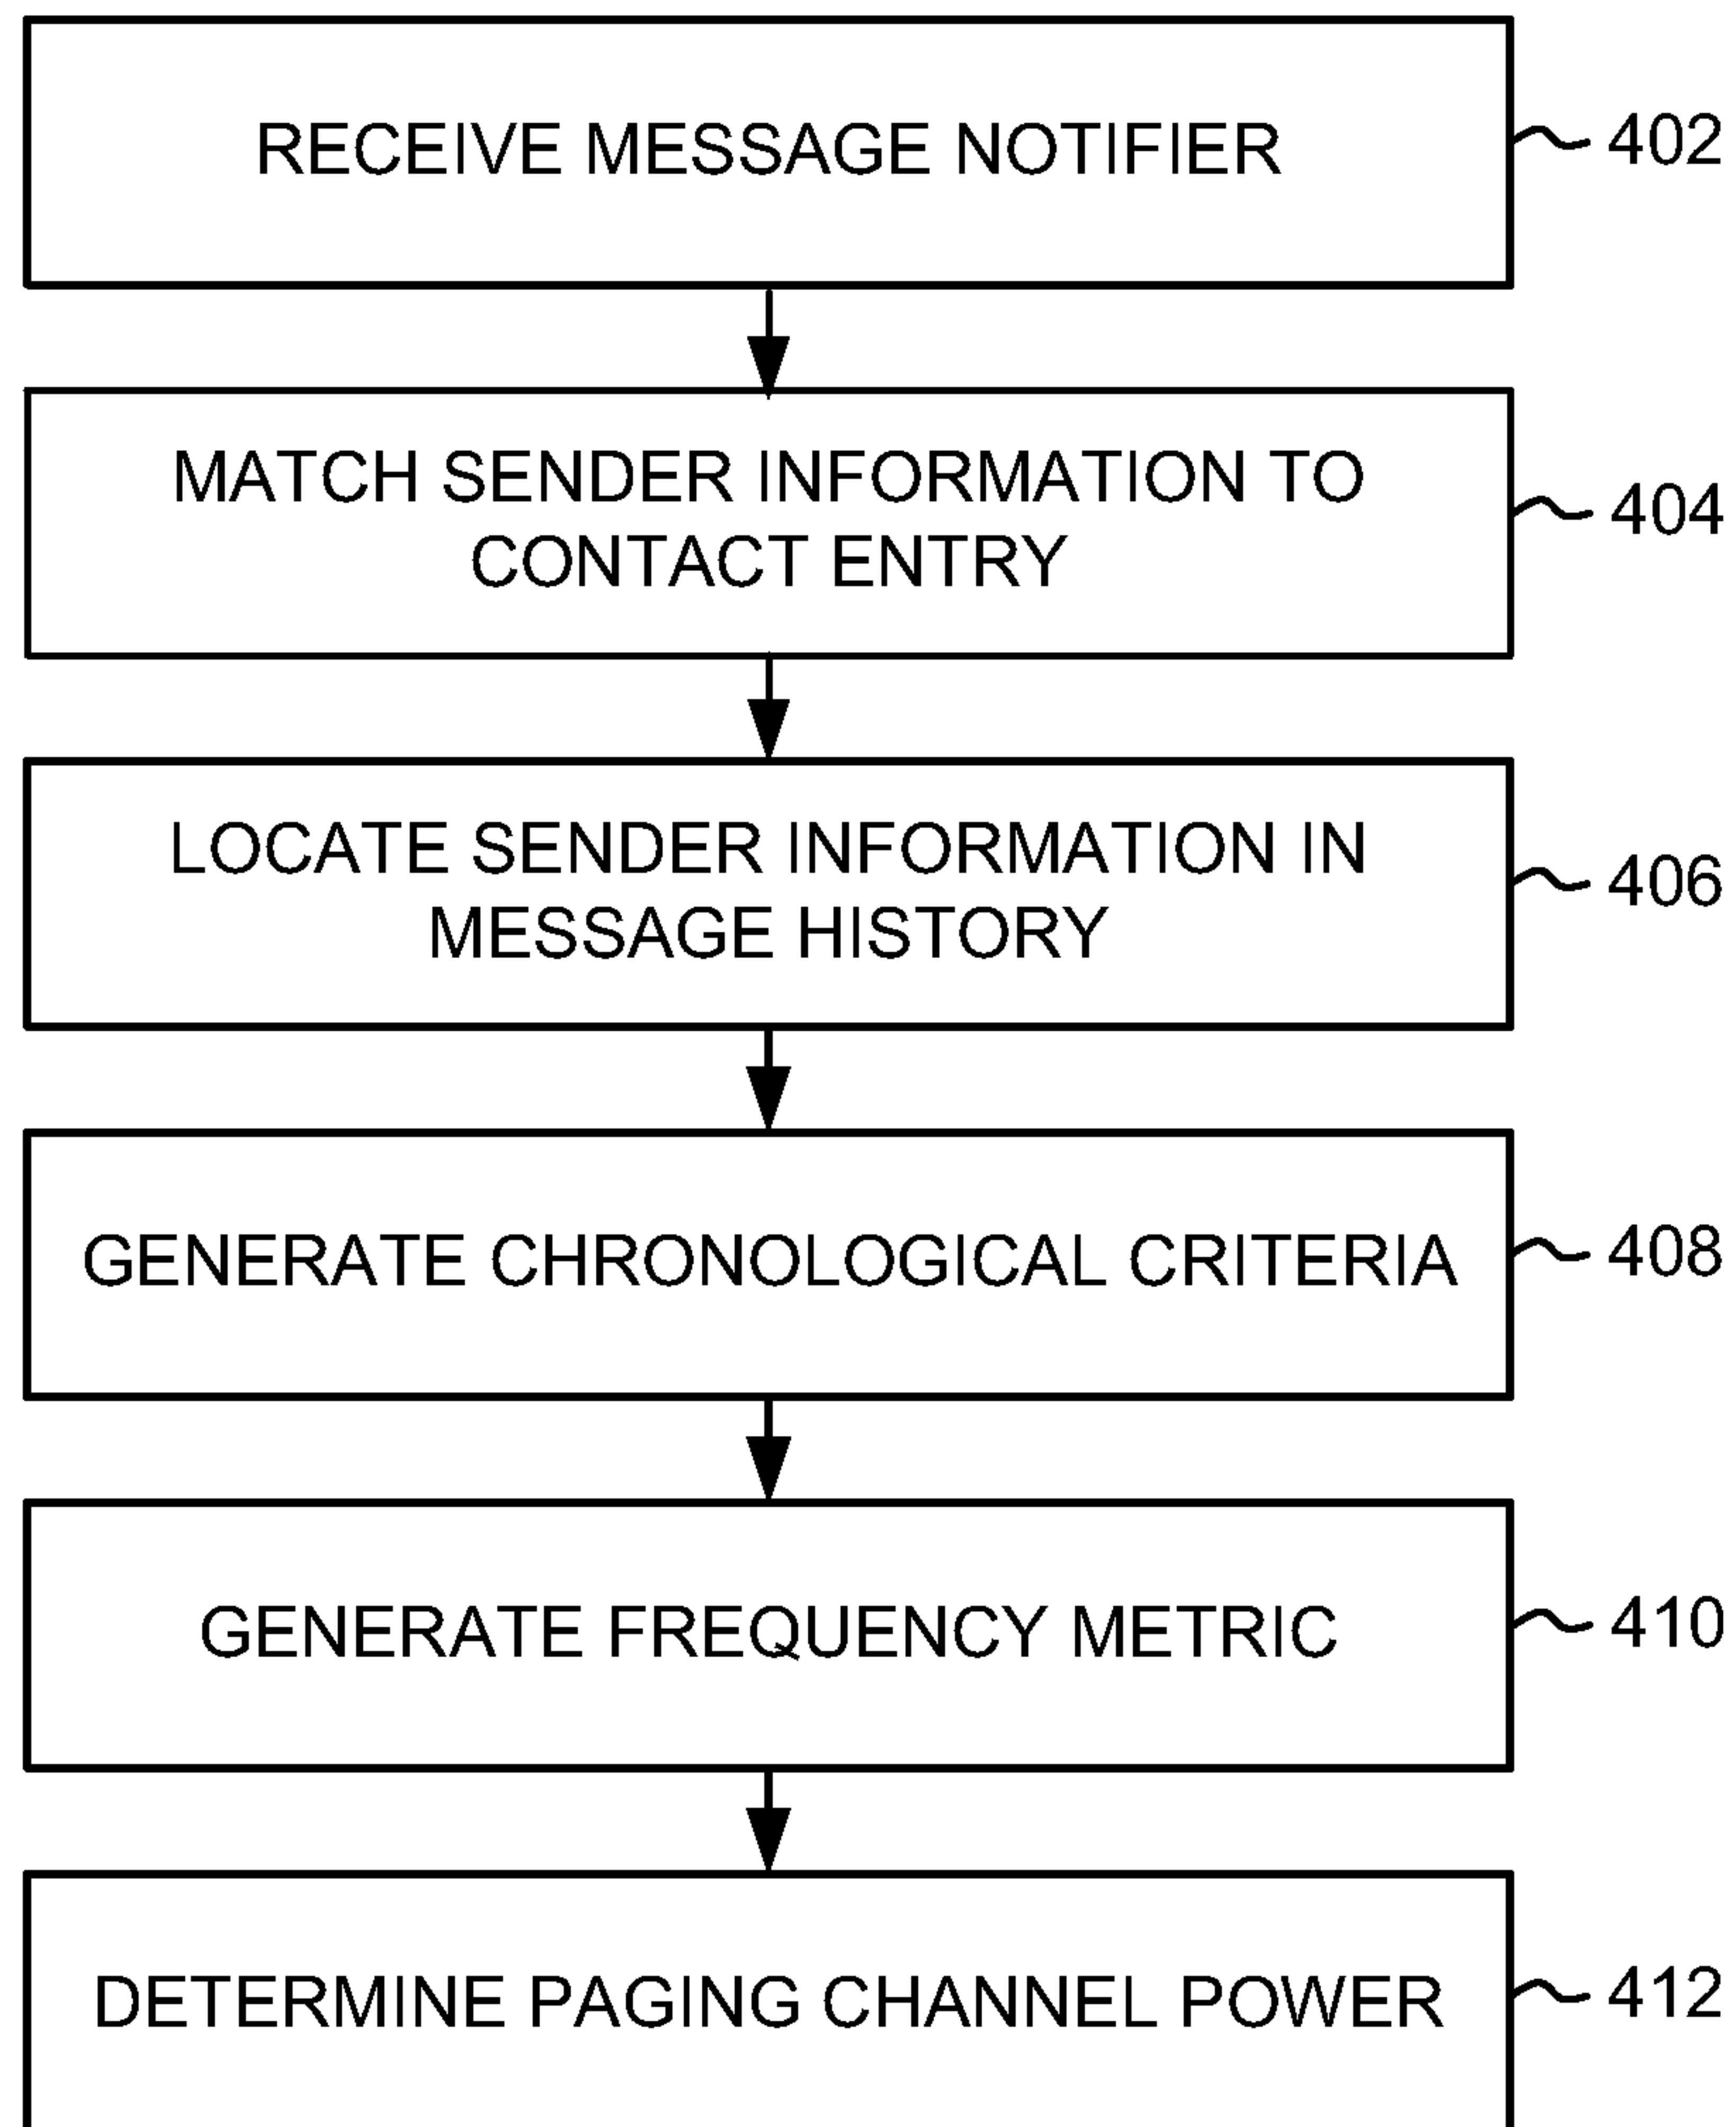 RECEIVE MESSAGE NOTIFIER
402
MATCH SENDER INFORMATION TO
CONTACT ENTRY
404
LOCATE SENDER INFORMATION IN
MESSAGE HISTORY
406
GENERATE CHRONOLOGICAL CRITERIA
408
GENERATE FREQUENCY METRIC
410
DETERMINE PAGING CHANNEL POWER
412